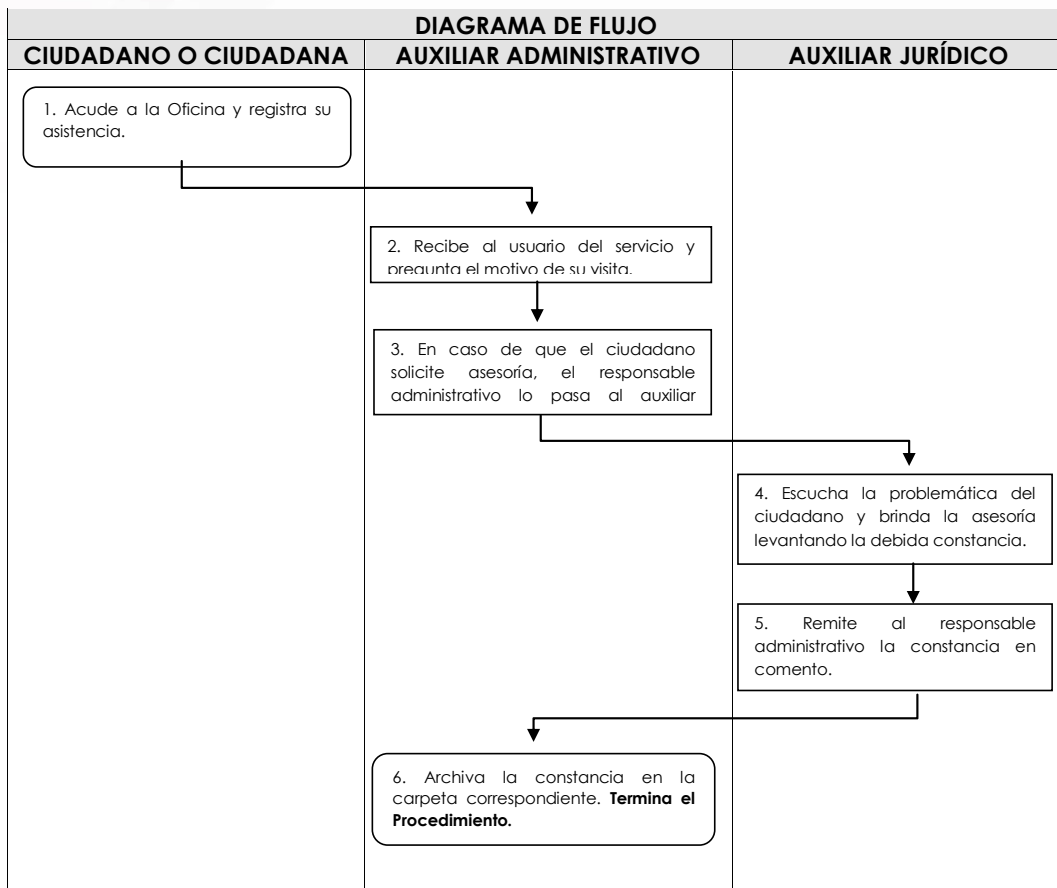 DIAGRAMA DE FLUJO
CIUDADANO O CIUDADANA
AUXILIAR ADMINISTRATIVO
AUXILIAR JURÍDICO
1. Acude a la Oficina y registra su
asistencia.
2. Recibe al usuario del servicio y
pregunta el motivo de su visita.
3. En caso de que el ciudadano
solicite asesoría, el responsable
administrativo lo pasa al auxiliar
4. Escucha la problemática del
ciudadano y brinda la asesoría
levantando la debida constancia.
5. Remite al responsable
administrativo la constancia en
comento.
6. Archiva la constancia en la
carpeta correspondiente. Termina el
Procedimiento.